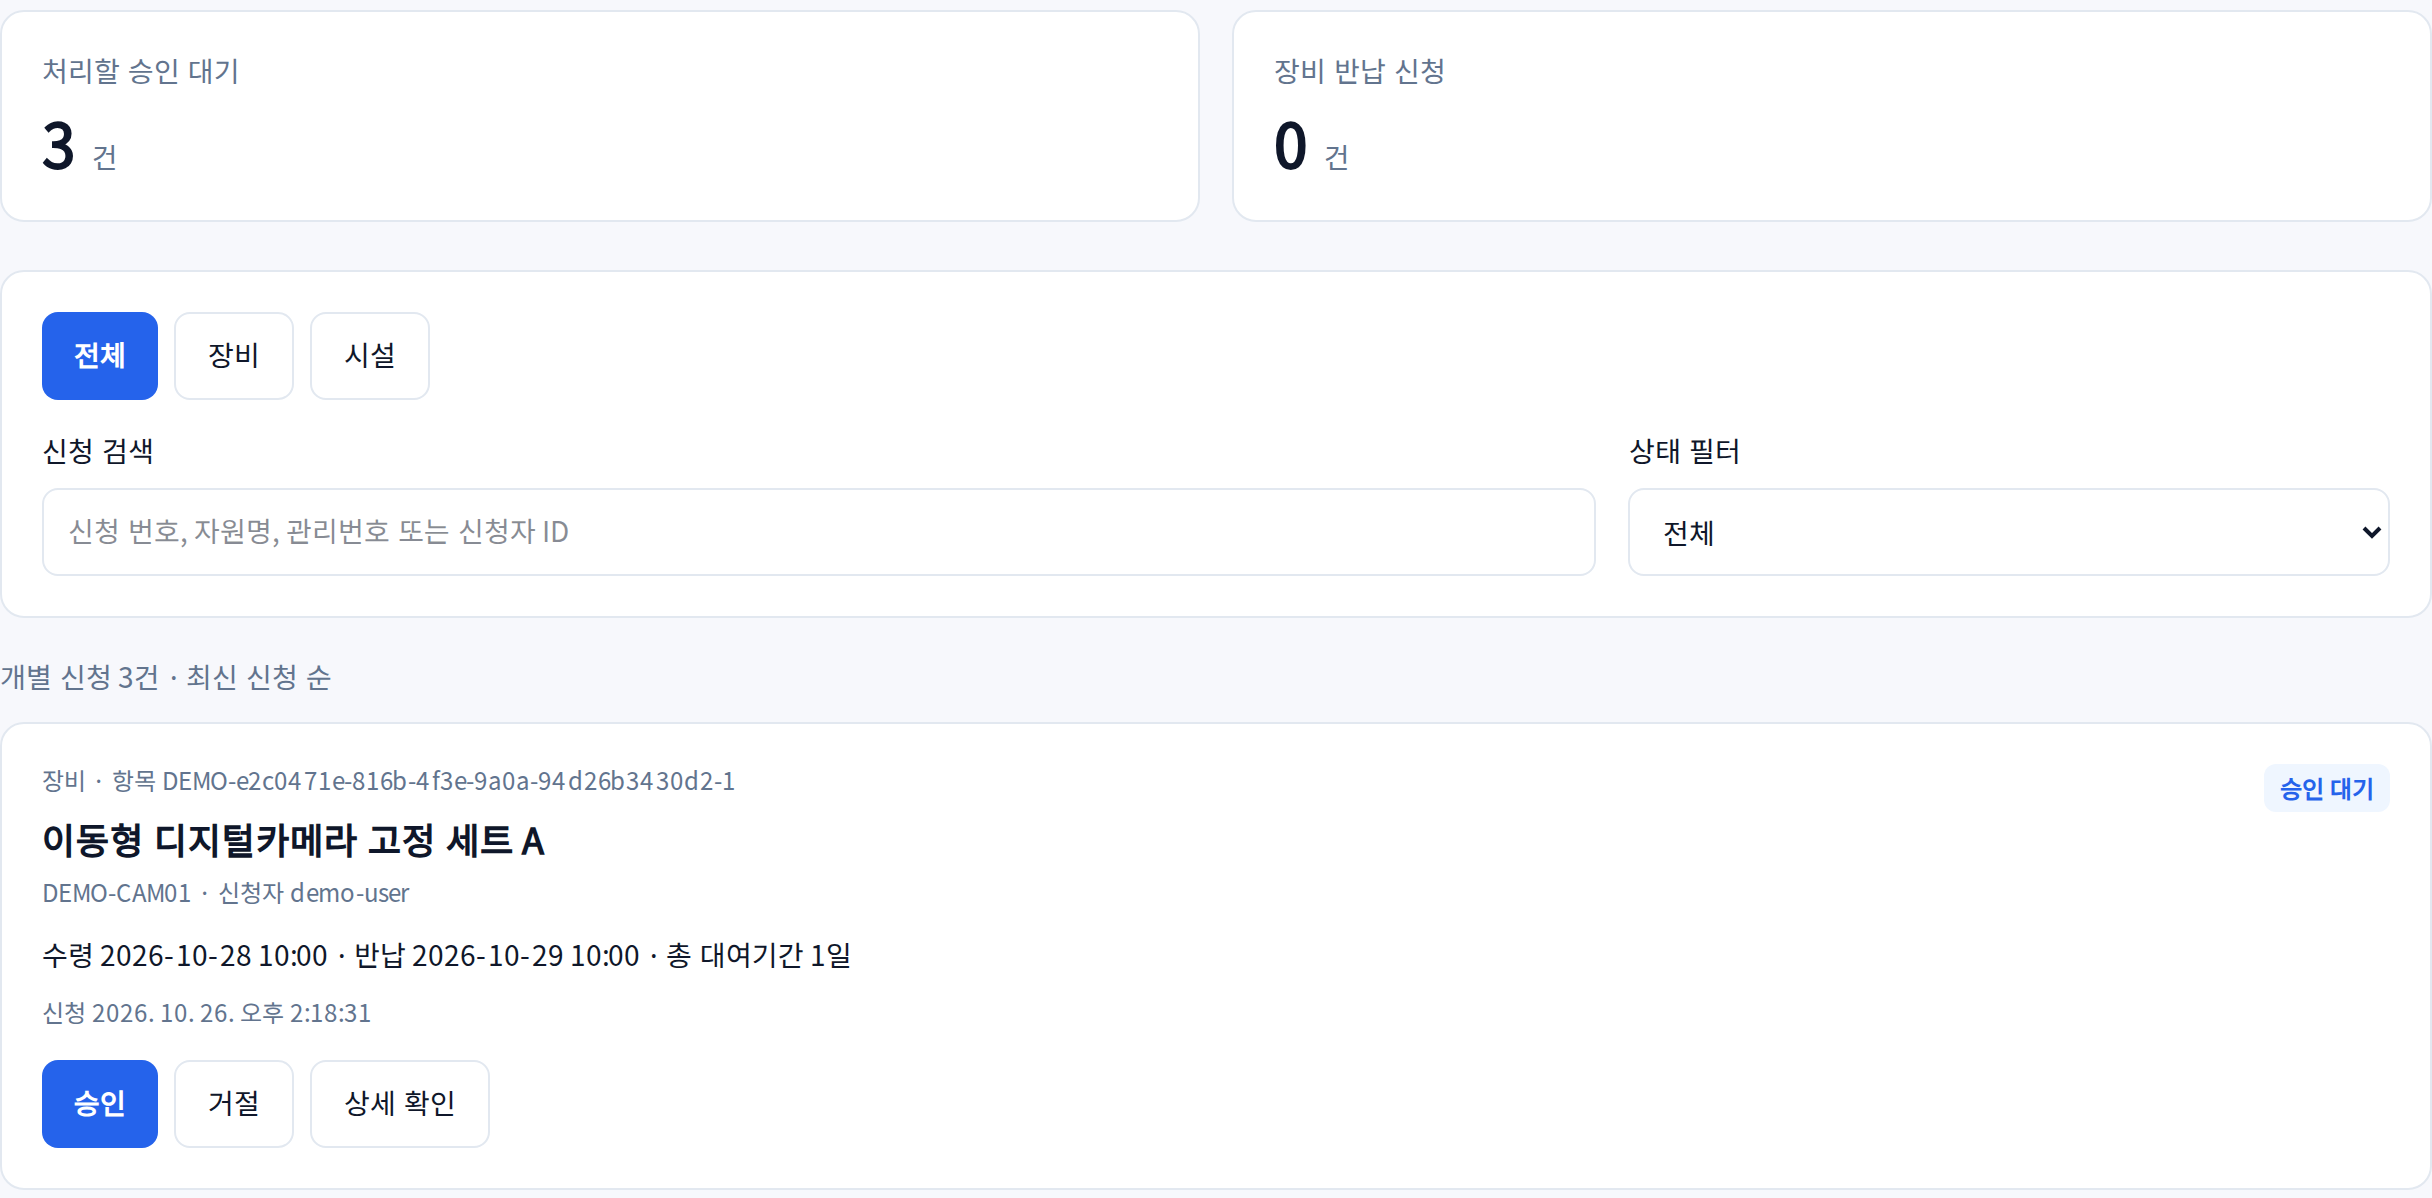 처리할 승인 대기
3 건
장비 반납 신청
0 건
전체
장비
시설
신청 검색
신청 번호, 자원명, 관리번호 또는 신청자 ID
상태 필터
전체
개별 신청 3건 · 최신 신청 순
장비 · 항목 DEMO-e2c0471e-816b-4f3e-9a0a-94d26b3430d2-1
승인 대기
이동형 디지털카메라 고정 세트 A
DEMO-CAM01 · 신청자 demo-user
수령 2026-10-28 10:00 · 반납 2026-10-29 10:00 · 총 대여기간 1일
신청 2026. 10. 26. 오후 2:18:31
승인
거절
상세 확인